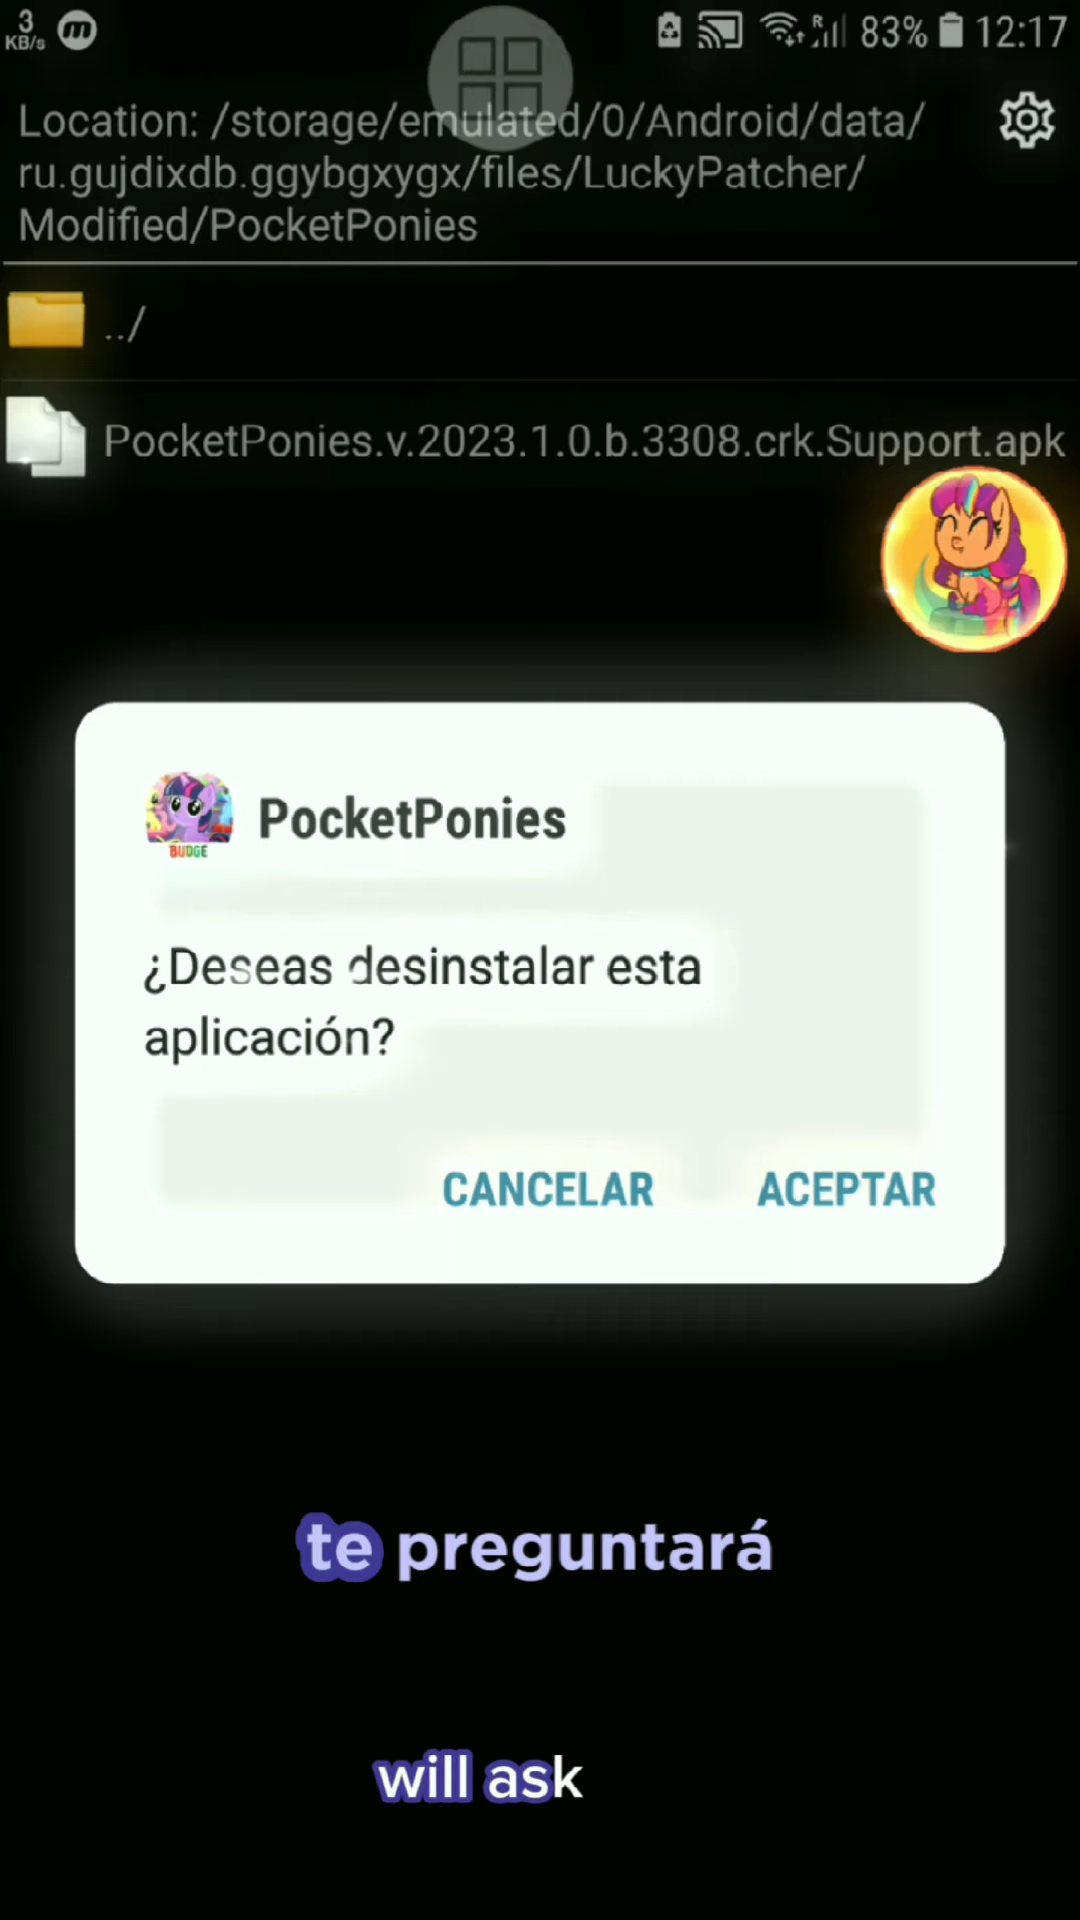 3
KB/s
R
83%
12:17
Location: /storage/emulated/0/Android/data/
ru.gujdixdb.ggybgxygx/files/LuckyPatcher/
Modified/PocketPonies
../
PocketPonies.v.2023.1.0.b.3308.crk.Support.apk
BUDGE
PocketPonies
¿Deseas desinstalar esta
aplicación?
CANCELAR
ACEPTAR
te preguntará
will ask